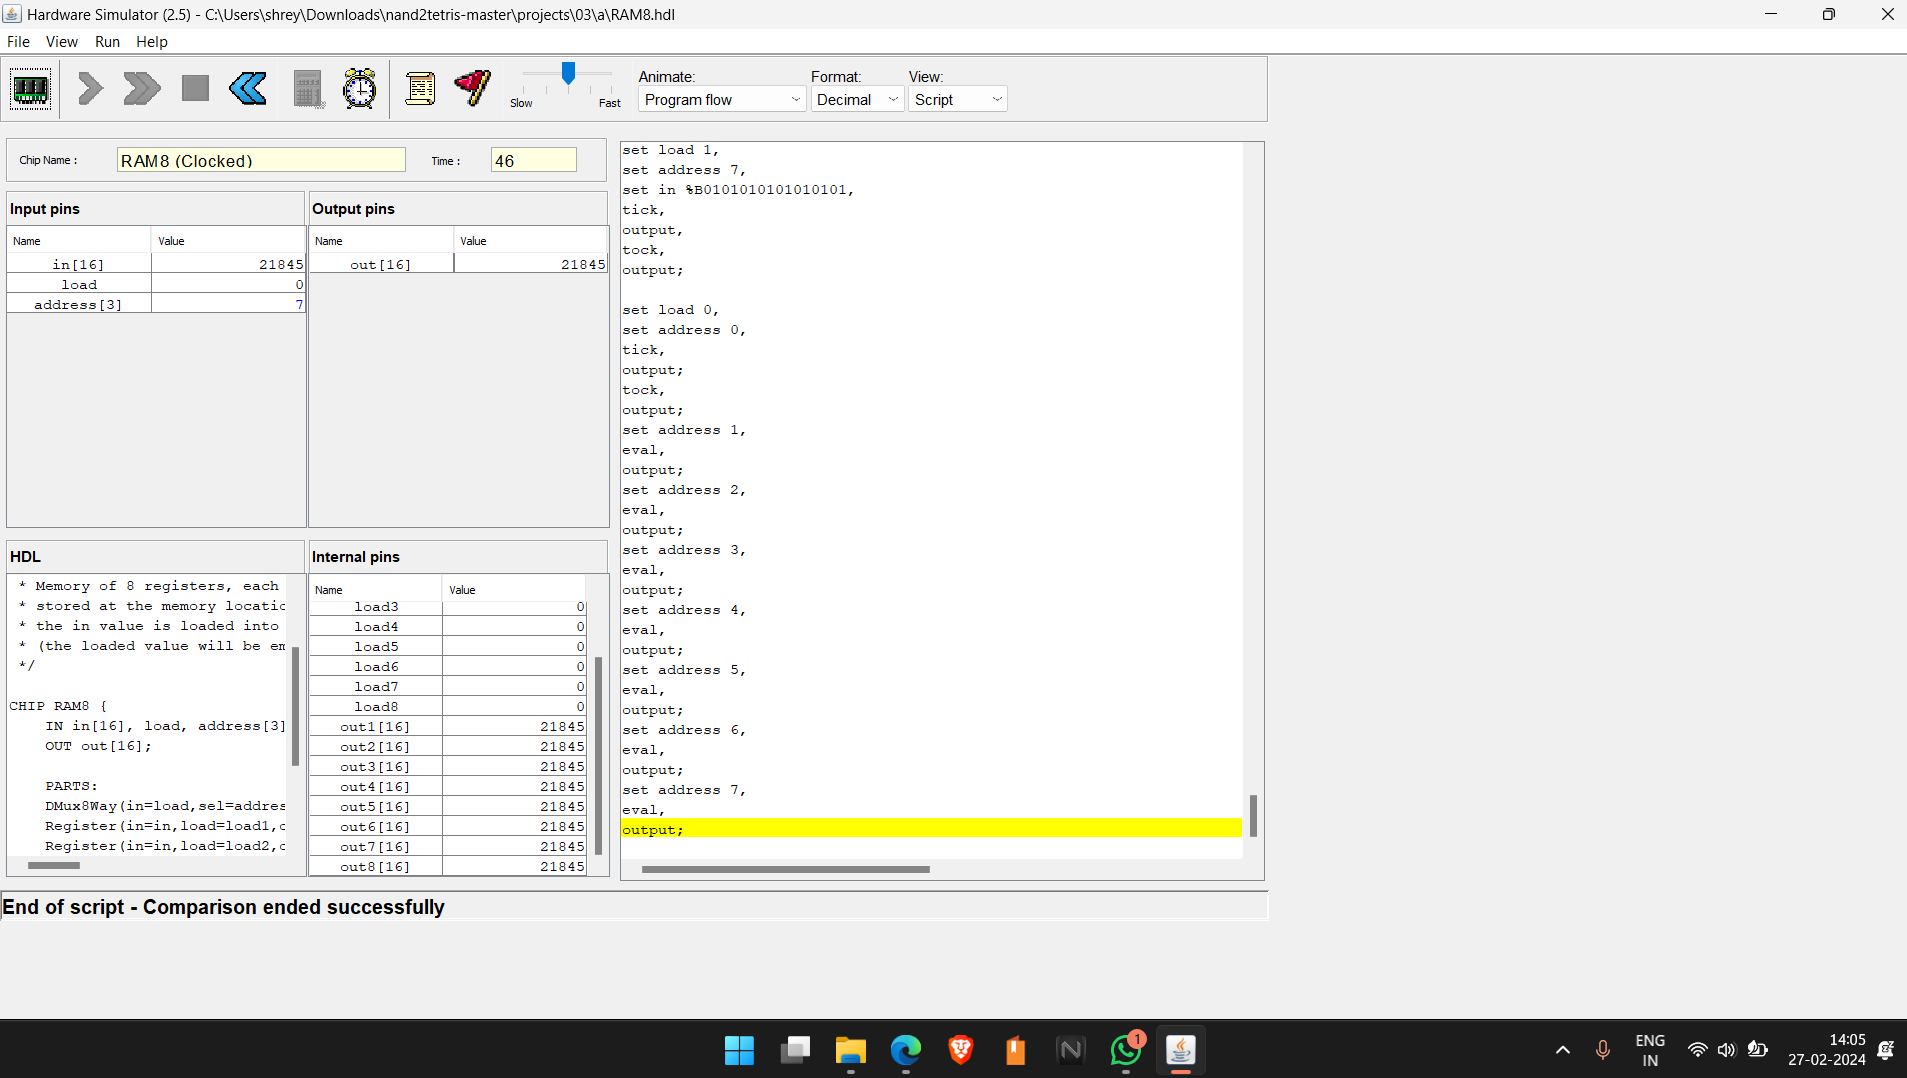 Hardware Simulator (2.5) - C:\Users\shrey\Downloads\nand2tetris-master\projects\03\a\RAM8.hdl
File View Run Help
Slow Fast
Animate: Format: View:
Program flow Decimal Script
Chip Name : RAM8 (Clocked) Time : 46
Input pins
Name Value
in[16] 21845
load 0
address[3] 7
Output pins
Name Value
out[16] 21845
HDL
* Memory of 8 registers, each
* stored at the memory locatic
* the in value is loaded into
* (the loaded value will be em
*/
CHIP RAM8 {
IN in[16], load, address[3]
OUT out[16];
PARTS:
DMux8Way(in=load,sel=addres
Register(in=in,load=load1,c
Register(in=in,load=load2,c
Internal pins
Name Value
load3 0
load4 0
load5 0
load6 0
load7 0
load8 0
out1[16] 21845
out2[16] 21845
out3[16] 21845
out4[16] 21845
out5[16] 21845
out6[16] 21845
out7[16] 21845
out8[16] 21845
set load 1,
set address 7,
set in %B0101010101010101,
tick,
output,
tock,
output;
set load 0,
set address 0,
tick,
output;
tock,
output;
set address 1,
eval,
output;
set address 2,
eval,
output;
set address 3,
eval,
output;
set address 4,
eval,
output;
set address 5,
eval,
output;
set address 6,
eval,
output;
set address 7,
eval,
output;
End of script - Comparison ended successfully
1
ENG
IN
14:05
27-02-2024